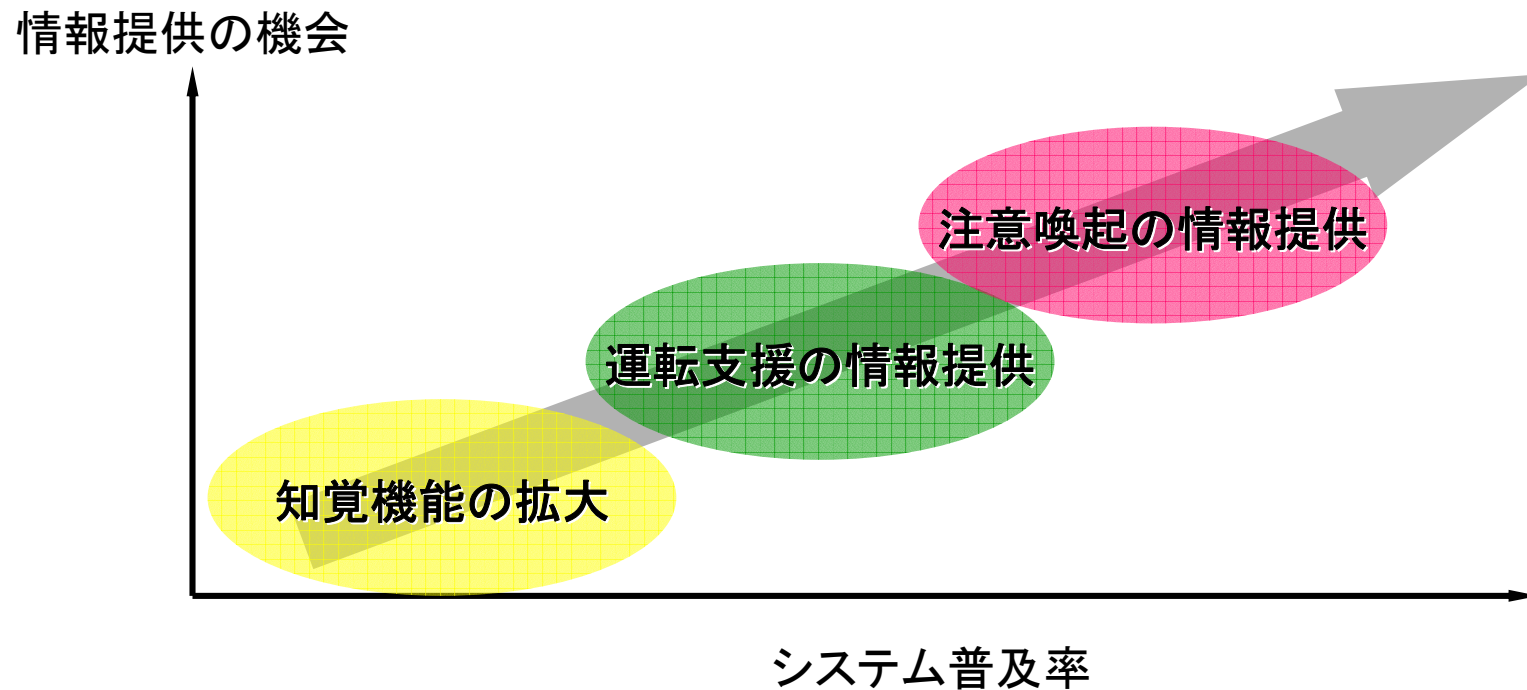 情報提供の機会
注意喚起の情報提供
運転支援の情報提供
知覚機能の拡大
システム普及率